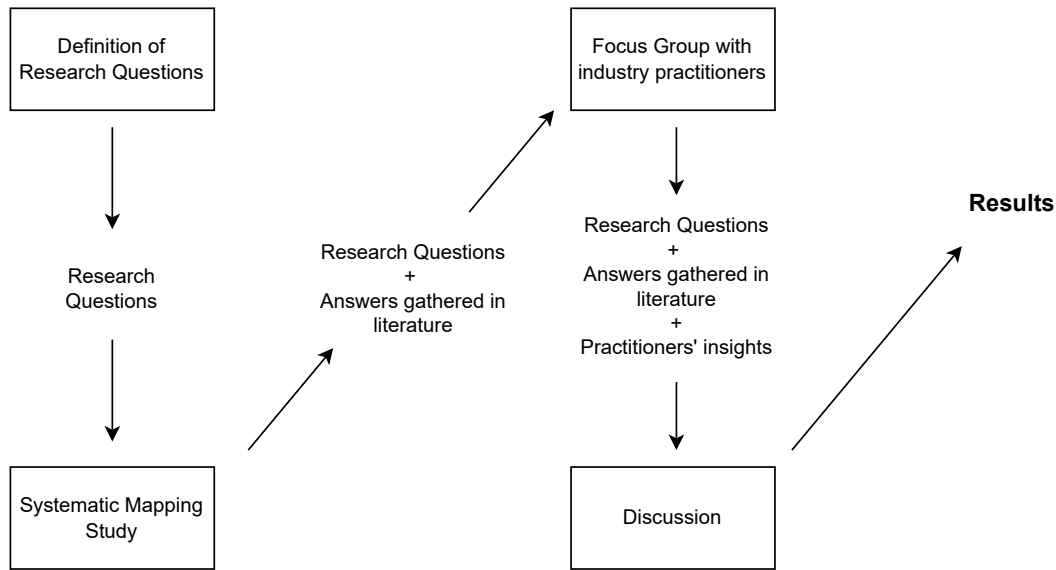 Definition of
Research Questions
Research
Questions
Systematic Mapping
Study
Research Questions
+
Answers gathered in
literature
Focus Group with
industry practitioners
Research Questions
+
Answers gathered in
literature
+
Practitioners' insights
Discussion
Results